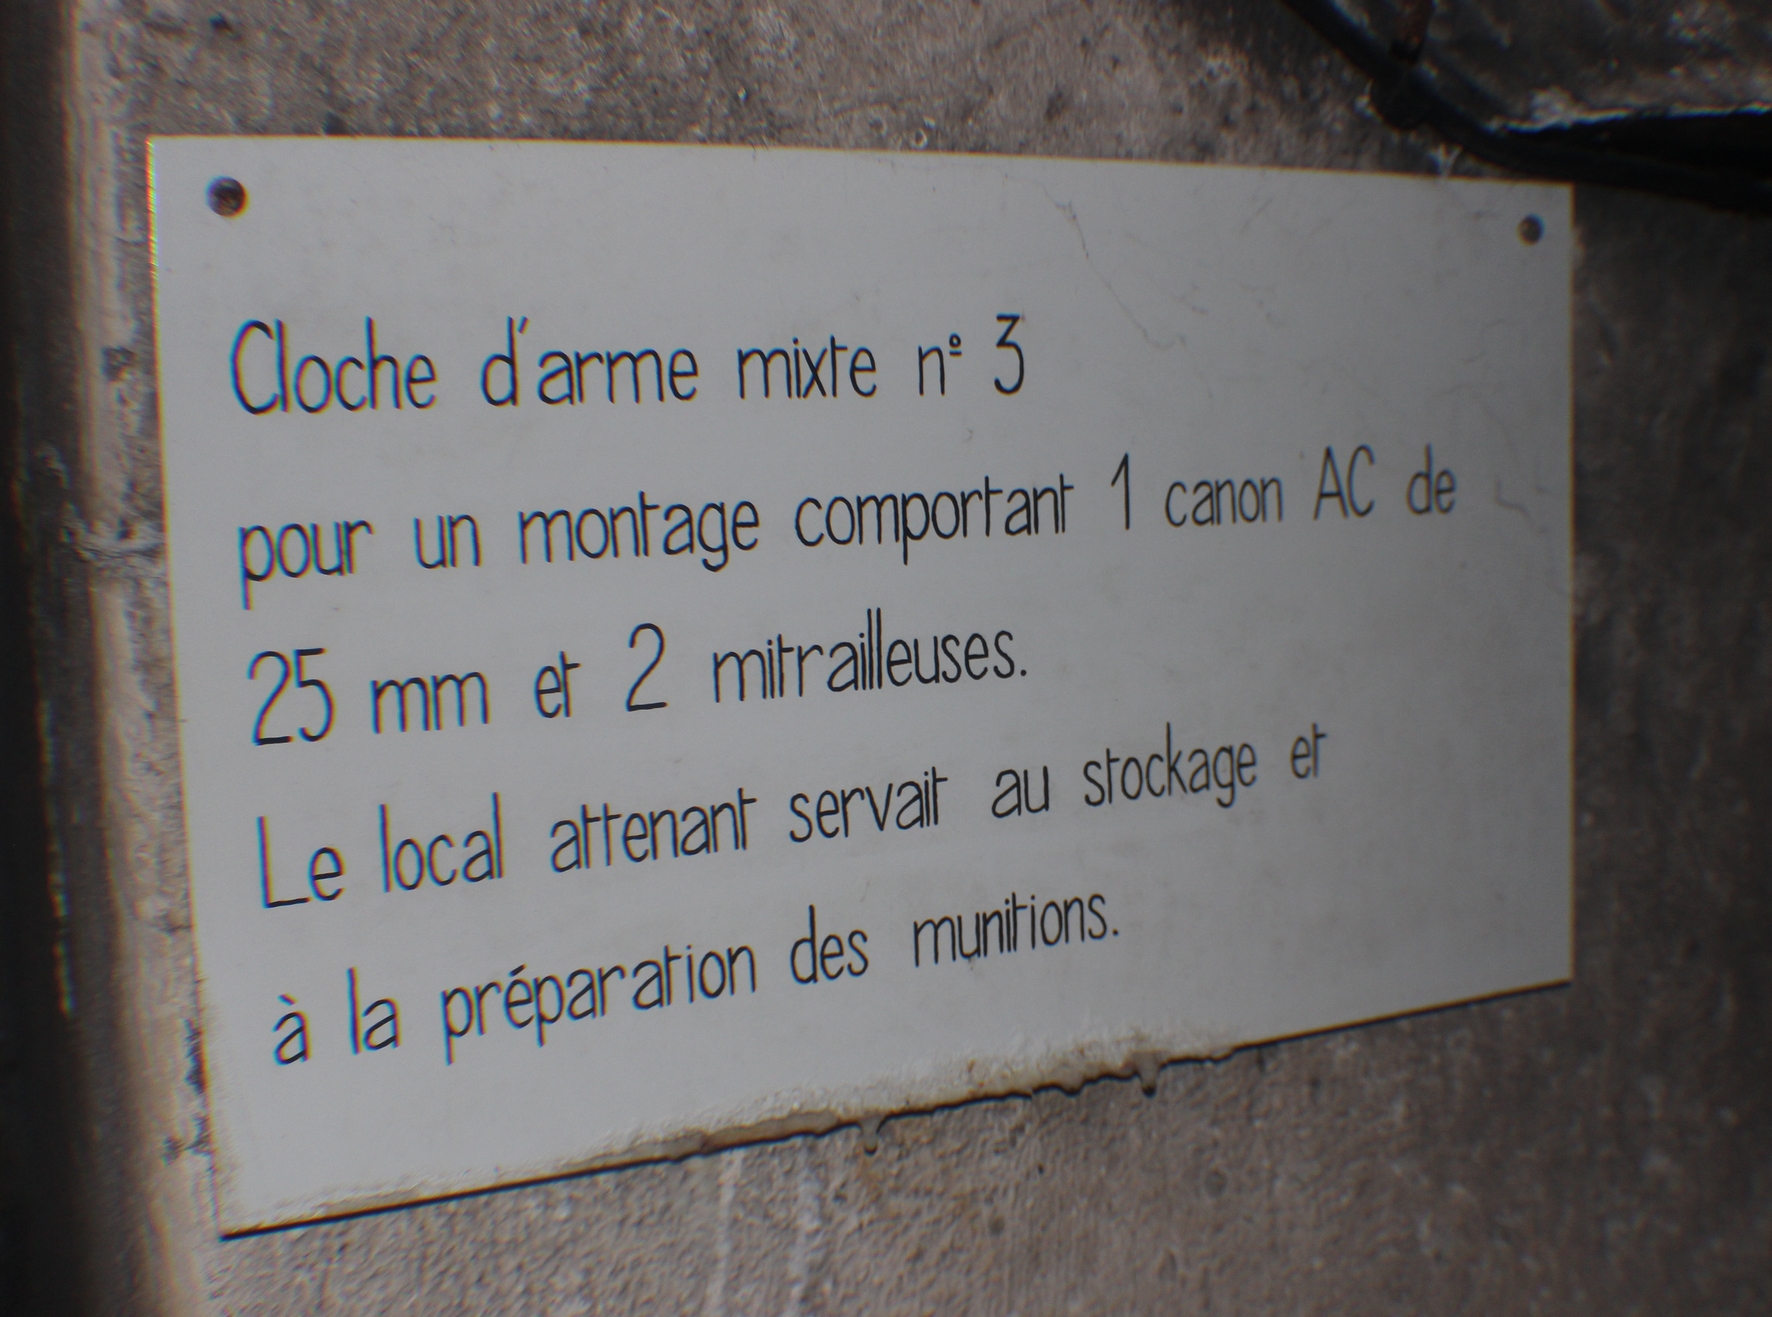 Cloche d'arme mixte n° 3
pour un montage comportant 1 canon AC de
25 mm et 2 mitrailleuses.
Le local attenant servait au stockage et
à la préparation des munitions.